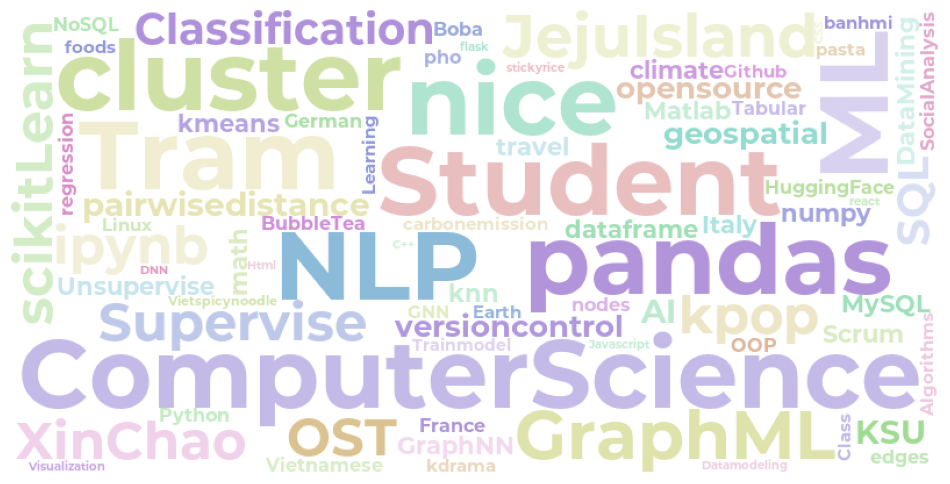 NoSQL
Classification
Boba
JejuIsland
CSS
banhmi
foods
flask
pho
pasta
cluster
stickyrice
climate
Github
nice
opensource
ML
DataMining
SocialAnalysis
Matlab
Tabular
scikitLearn
regression
Tram
kmeans
German
Learning
travel
geospatial
Student
HuggingFace
react
SQL
pairwisedistance
numpy
Linux
BubbleTea
carbonemission
dataframe
Italy
ipynb
math
NLP
C++
pandas
DNN
Html
Unsupervise
knn
Vietspicynoodle
nodes
AI
kpop
MySQL
Supervise
GNN
Earth
versioncontrol
Scrum
Trainmodel
Javascript
OOP
Algorithms
ComputerScience
Python
XinChao
OST
France
GraphML
Class
KSU
GraphNN
edges
Visualization
Vietnamese
kdrama
Datamodeling